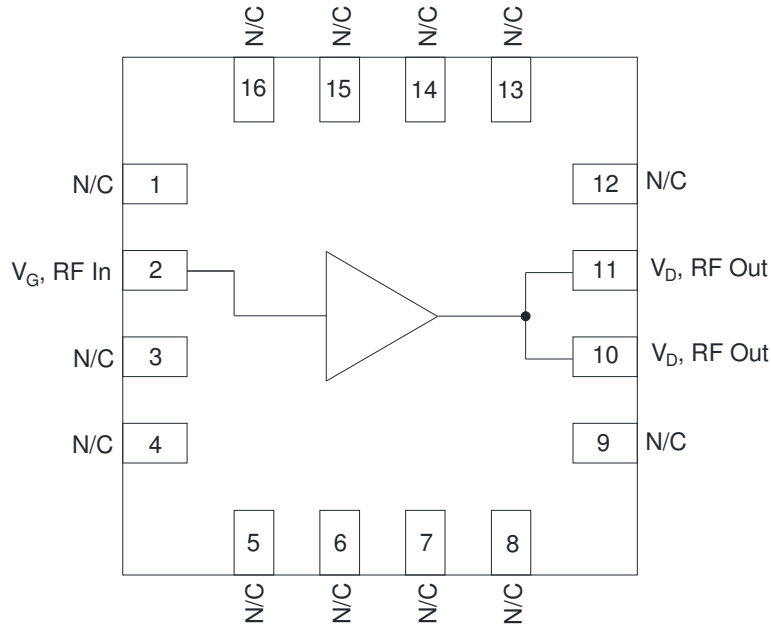 N/C N/C N/C N/C
16 15 14 13
N/C 1
12 N/C
V_G, RF In 2
11 V_D, RF Out
N/C 3
10 V_D, RF Out
N/C 4
9 N/C
5 6 7 8
N/C N/C N/C N/C